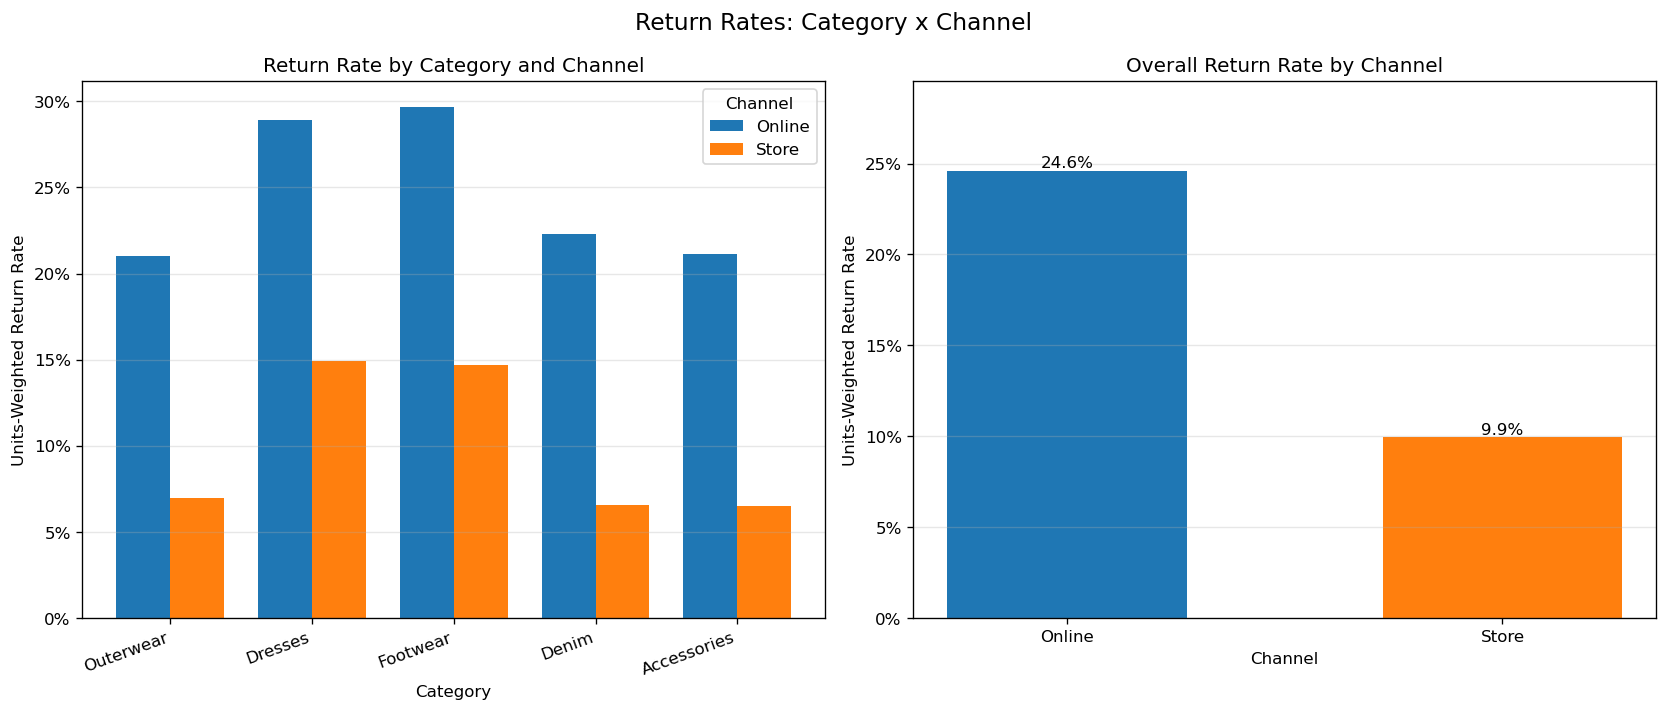 Return Rates: Category x Channel
Return Rate by Category and Channel
Units-Weighted Return Rate
30%
25%
20%
15%
10%
5%
0%
Channel
Online
Store
Outerwear
Dresses
Footwear
Denim
Accessories
Category
Overall Return Rate by Channel
Units-Weighted Return Rate
25%
20%
15%
10%
5%
0%
24.6%
9.9%
Online
Store
Channel